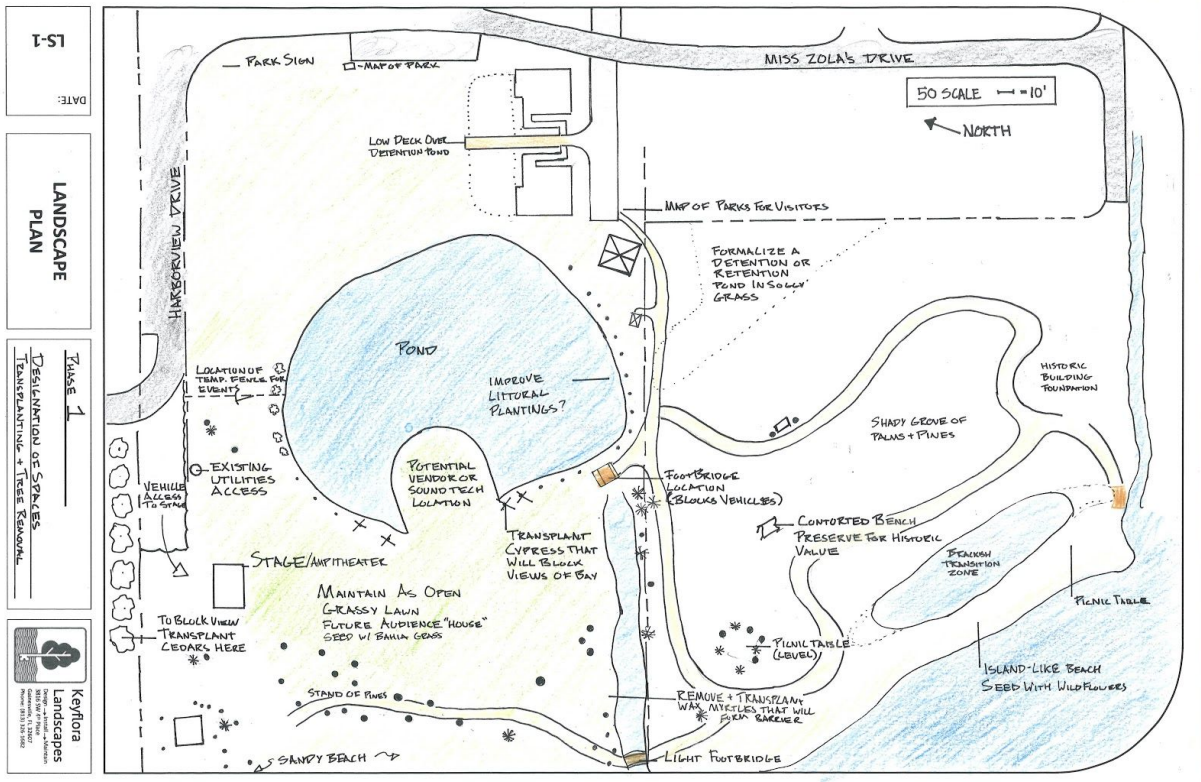 LS-1
DATE:
LANDSCAPE
PLAN
PHASE 1
DESIGNATION OF SPACES
TRANSPLANTING + TREE REMOVAL
Keyflora
Landscapes
Design → Install → Maintain
Gainesville, FL 32607
PARK SIGN
-MAP OF PARK
MISS ZOLA'S DRIVE
50 SCALE = 10'
NORTH
LOW DECK OVER
DETENTION POND
HARBORVIEW DRIVE
MAP OF PARKS FOR VISITORS
FORMALIZE A
DETENTION OR
RETENTION
POND IN SOGGY
GRASS
POND
IMPROVE
LITTORAL
PLANTINGS?
LOCATION OF
TEMP. FENCE FOR
EVENTS
HISTORIC
BUILDING
FOUNDATION
SHADY GROVE OF
PALMS + PINES
EXISTING
UTILITIES
ACCESS
POTENTIAL
VENDOR OR
SOUND TECH
LOCATION
FOOTBRIDGE
LOCATION
(BLOCKS VEHICLES)
VEHICLE
ACCESS
TO STAGE
CONTORTED BENCH
PRESERVE FOR HISTORIC
VALUE
TRANSPLANT
CYPRESS THAT
WILL BLOCK
VIEWS OF BAY
STAGE/AMPITHEATER
BRACKISH
TRANSITION
ZONE
MAINTAIN AS OPEN
GRASSY LAWN
FUTURE AUDIENCE "HOUSE"
SEED W/ BAHIA GRASS
PICNIC TABLE
TO BLOCK VIEW
TRANSPLANT
CEDARS HERE
PICNIC TABLE
(LEVEL)
ISLAND-LIKE BEACH
SEED WITH WILDFLOWERS
STAND OF PINES
REMOVE + TRANSPLANT
WAX MYRTLES THAT WILL
FORM BARRIER
SANDY BEACH
LIGHT FOOTBRIDGE